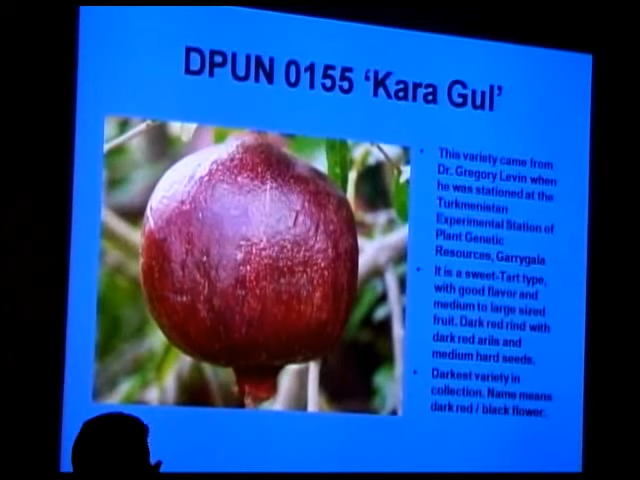 DPUN 0155 ‘Kara Gul’
This variety came from
Dr. Gregory Levin when
he was stationed at the
Turkmenistan
Experimental Station of
Plant Genetic
Resources, Garrygala
It is a sweet-Tart type,
with good flavor and
medium to large sized
fruit. Dark red rind with
dark red arils and
medium hard seeds.
Darkest variety in
collection. Name means
dark red / black flower.